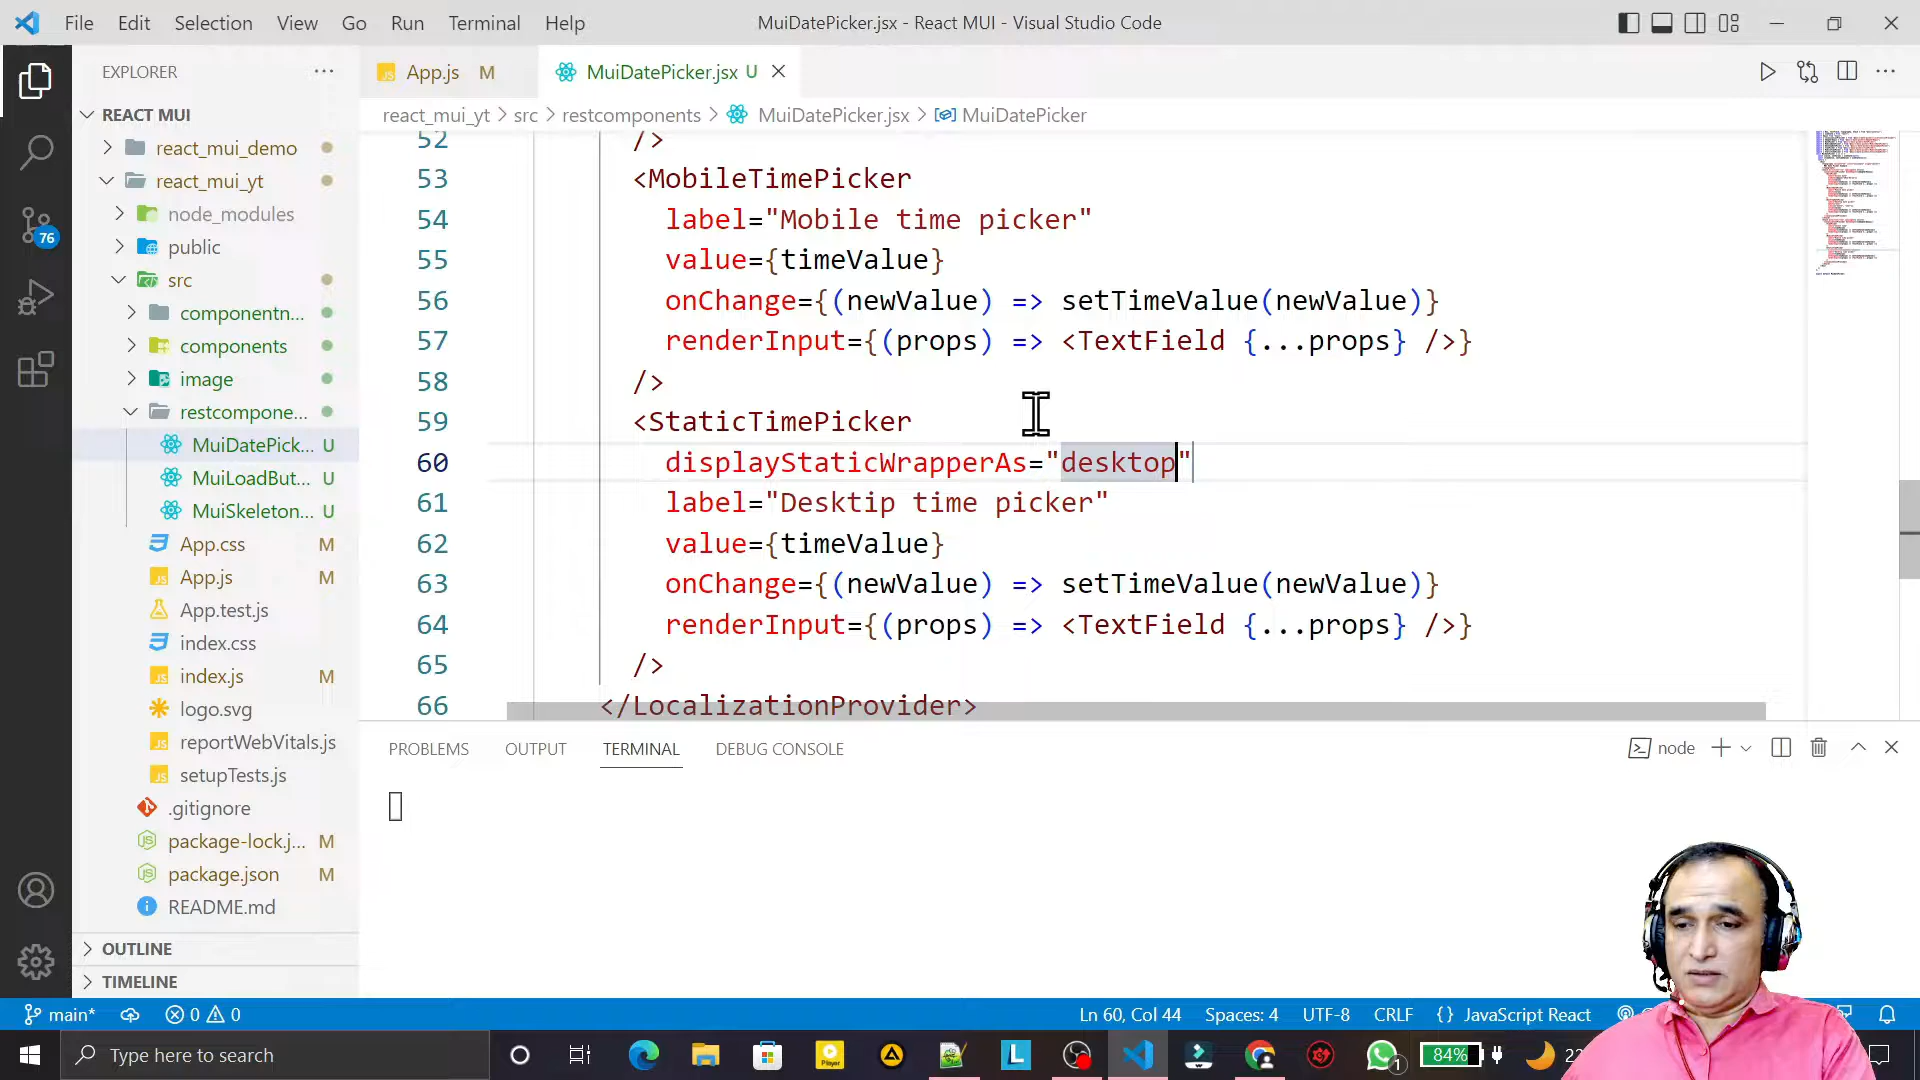 File Edit Selection View Go Run Terminal Help
MuiDatePicker.jsx - React MUI - Visual Studio Code
EXPLORER
App.js M
MuiDatePicker.jsx U
REACT MUI
react_mui_yt > src > restcomponents > MuiDatePicker.jsx > MuiDatePicker
react_mui_demo
react_mui_yt
node_modules
public
src
componentn...
components
image
restcompone...
MuiDatePick... U
MuiLoadBut... U
MuiSkeleton... U
App.css M
App.js M
App.test.js
index.css
index.js M
logo.svg
reportWebVitals.js
setupTests.js
.gitignore
package-lock.j... M
package.json M
README.md
OUTLINE
TIMELINE
76
52 />
53 <MobileTimePicker
54 label="Mobile time picker"
55 value={timeValue}
56 onChange={(newValue) => setTimeValue(newValue)}
57 renderInput={(props) => <TextField {...props} />}
58 />
59 <StaticTimePicker
60 displayStaticWrapperAs="desktop"
61 label="Desktip time picker"
62 value={timeValue}
63 onChange={(newValue) => setTimeValue(newValue)}
64 renderInput={(props) => <TextField {...props} />}
65 />
66 </LocalizationProvider>
PROBLEMS OUTPUT TERMINAL DEBUG CONSOLE
node
main* 0 0
Ln 60, Col 44 Spaces: 4 UTF-8 CRLF {} JavaScript React
Type here to search
84%